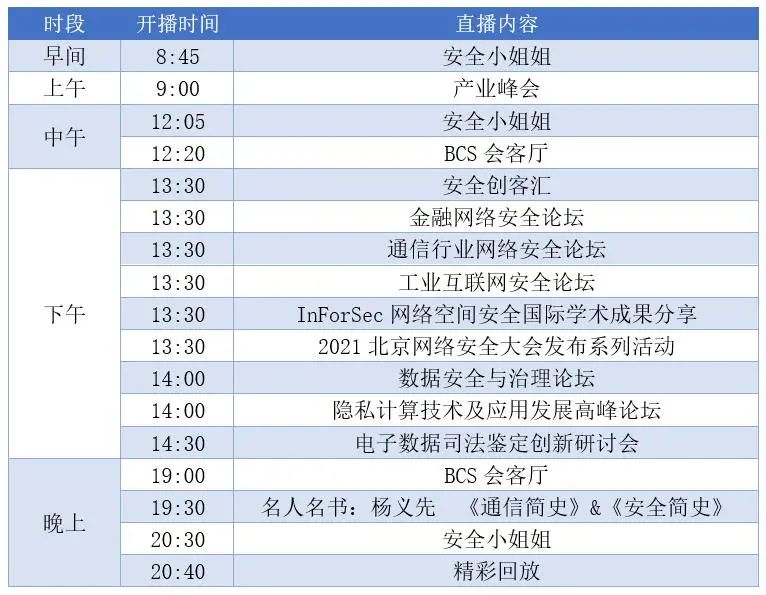 时段 开播时间 直播内容
早间 8:45 安全小姐姐
上午 9:00 产业峰会
中午 12:05 安全小姐姐
12:20 BCS 会客厅
下午 13:30 安全创客汇
13:30 金融网络安全论坛
13:30 通信行业网络安全论坛
13:30 工业互联网安全论坛
13:30 InForSec 网络空间安全国际学术成果分享
13:30 2021 北京网络安全大会发布系列活动
14:00 数据安全与治理论坛
14:00 隐私计算技术及应用发展高峰论坛
14:30 电子数据司法鉴定创新研讨会
晚上 19:00 BCS 会客厅
19:30 名人名书：杨义先 《通信简史》&《安全简史》
20:30 安全小姐姐
20:40 精彩回放